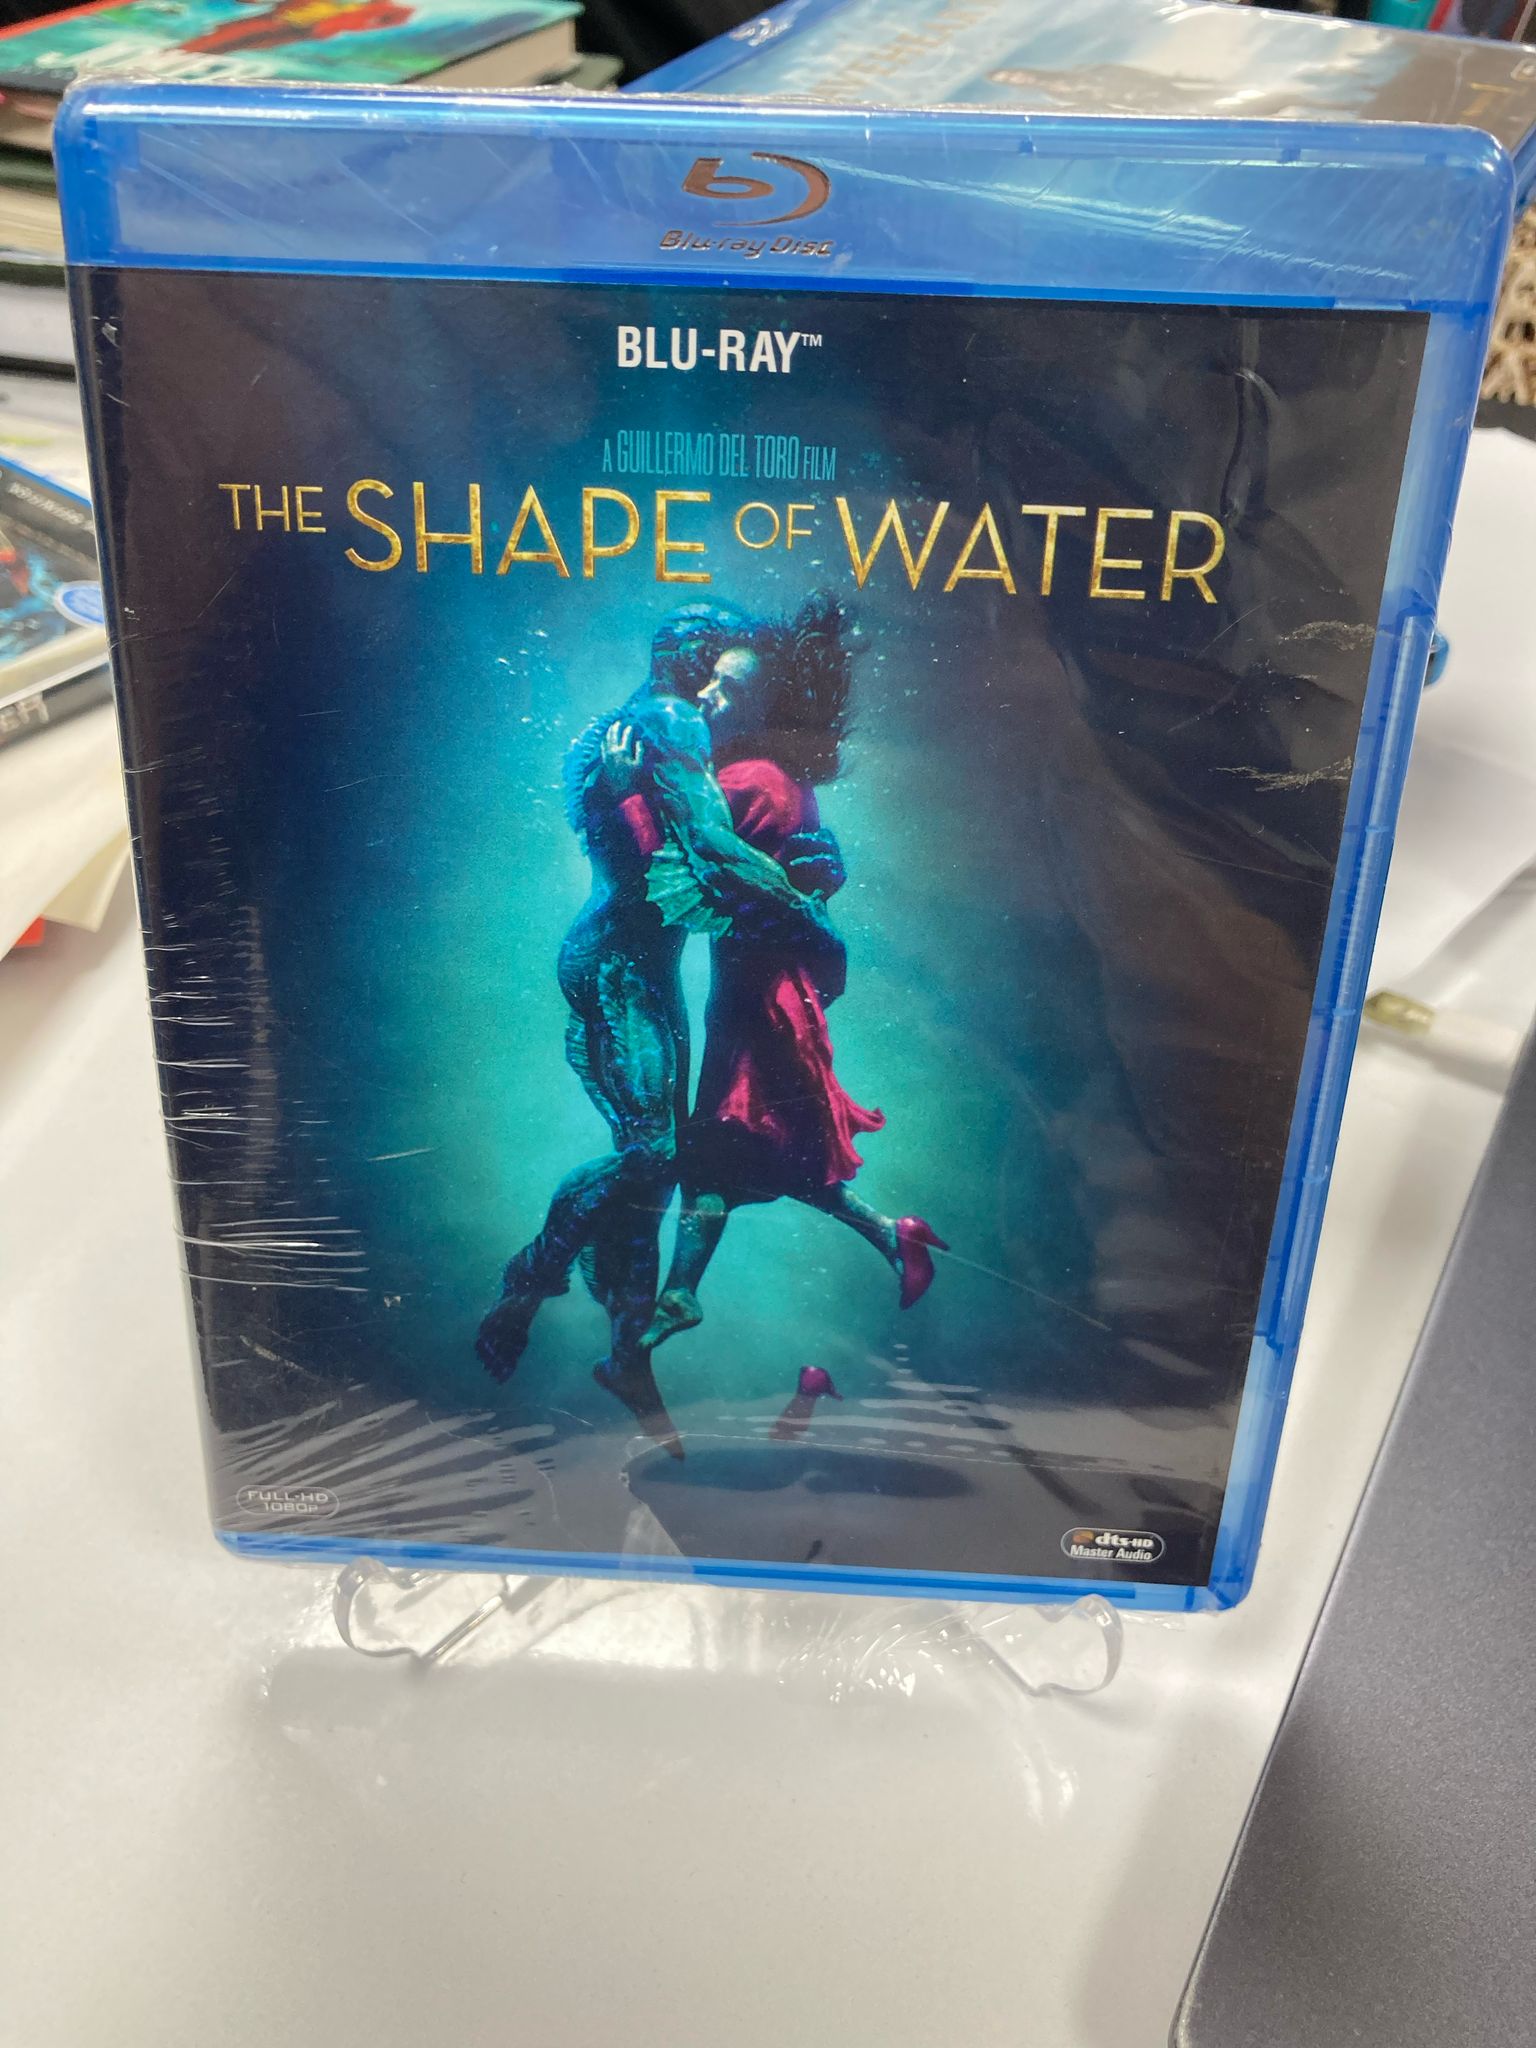 Blu-ray Disc
BLU-RAY™
A GUILLERMO DEL TORO FILM
THE SHAPE OF WATER
FULL-HD
1080P
dts-HD
Master Audio